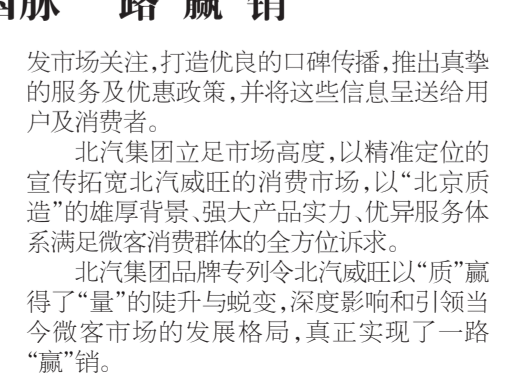 脉 一路“赢”销
发市场关注,打造优良的口碑传播,推出真挚
的服务及优惠政策,并将这些信息呈送给用
户及消费者。
北汽集团立足市场高度,以精准定位的
宣传拓宽北汽威旺的消费市场,以“北京质
造”的雄厚背景、强大产品实力、优异服务体
系满足微客消费群体的全方位诉求。
北汽集团品牌专列令北汽威旺以“质”赢
得了“量”的陡升与蜕变,深度影响和引领当
今微客市场的发展格局,真正实现了一路
“赢”销。